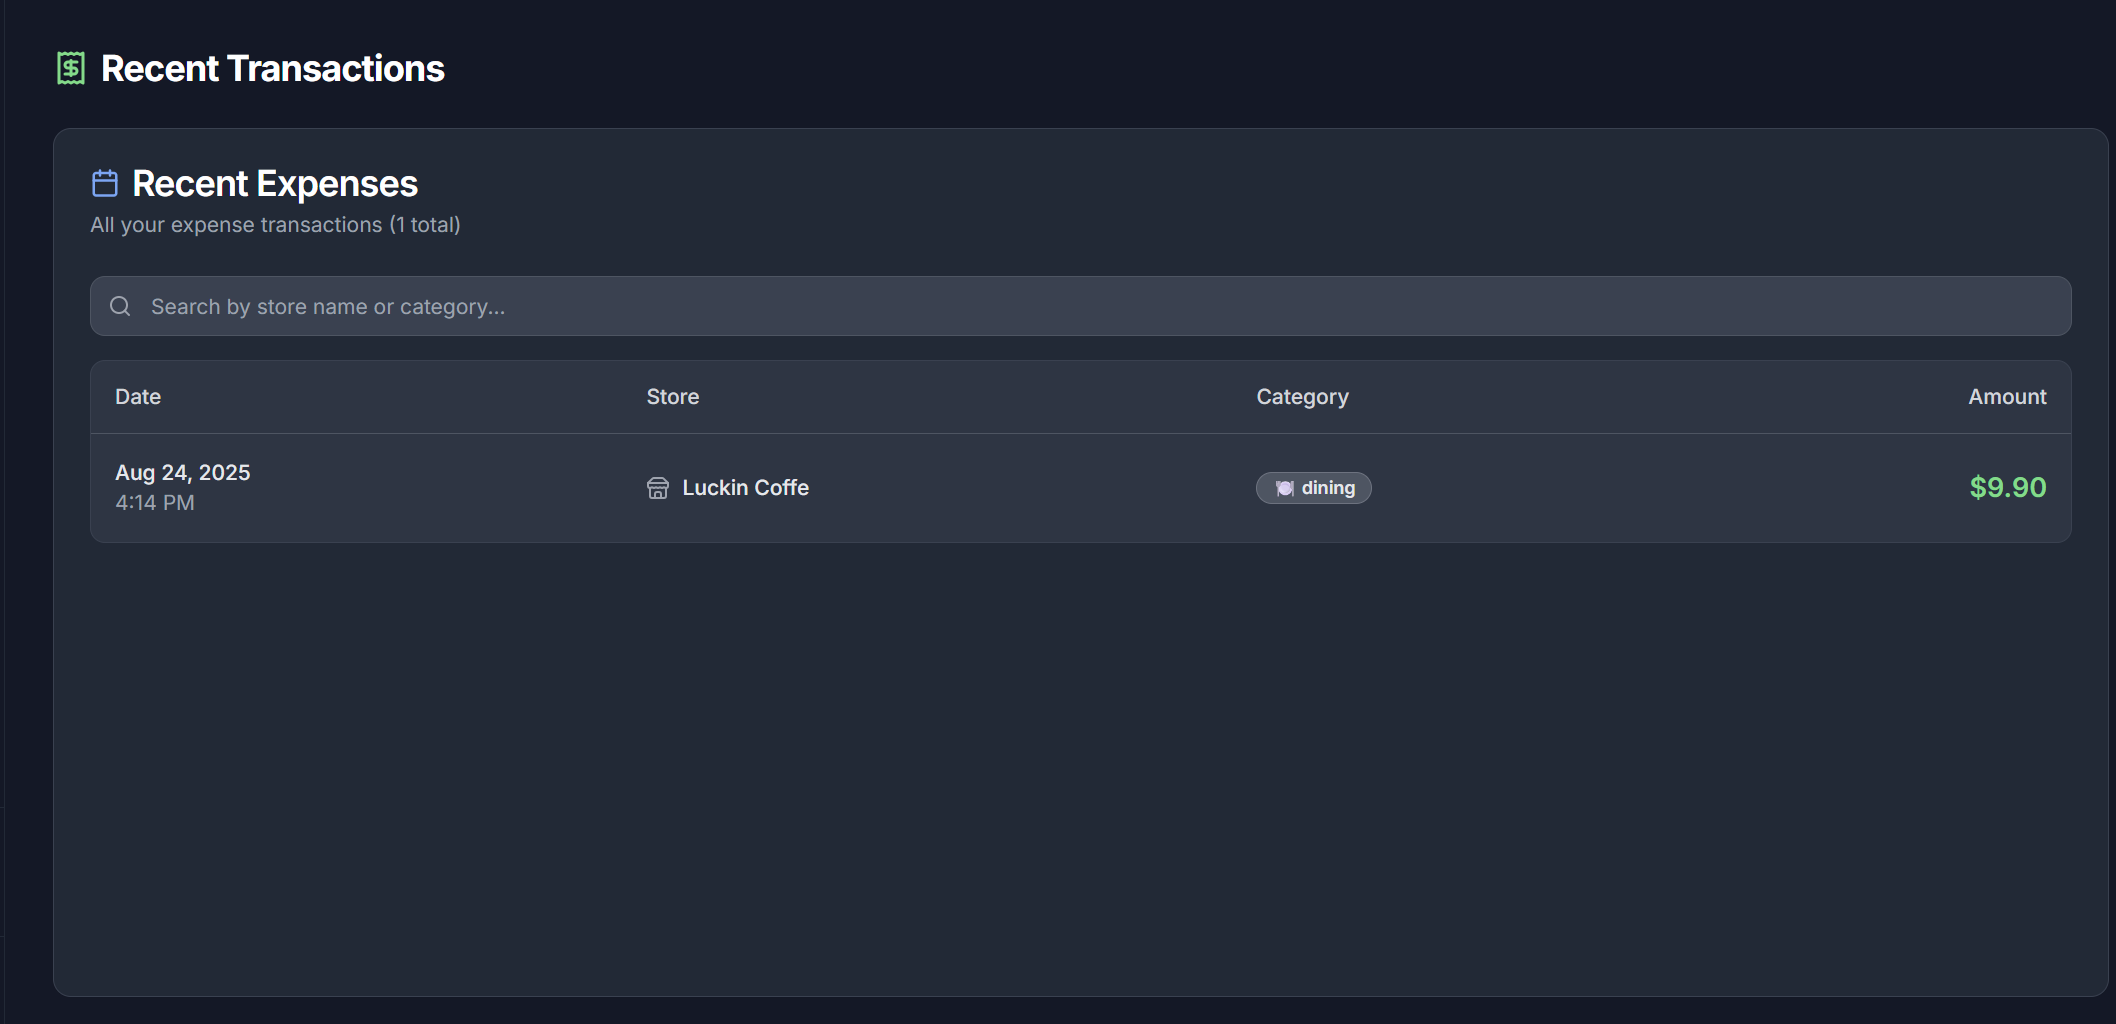 Recent Transactions
Recent Expenses
All your expense transactions (1 total)
Search by store name or category...
Date Store Category Amount
Aug 24, 2025
4:14 PM
Luckin Coffe
dining
$9.90